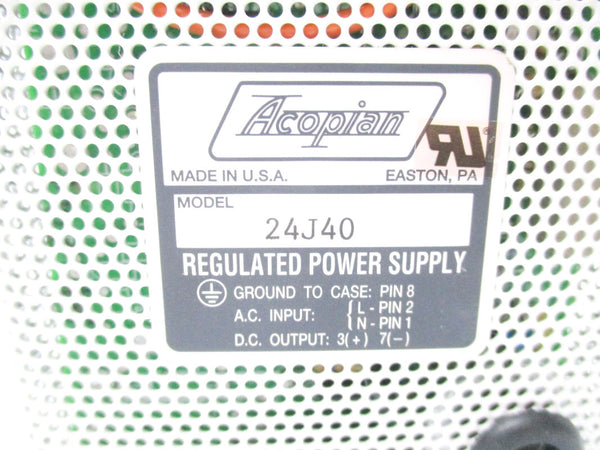 Acopian
RU
MADE IN U.S.A. EASTON, PA
MODEL
24J40
REGULATED POWER SUPPLY
GROUND TO CASE: PIN 8
A.C. INPUT: { L - PIN 2
N - PIN 1
D.C. OUTPUT: 3(+) 7(-)